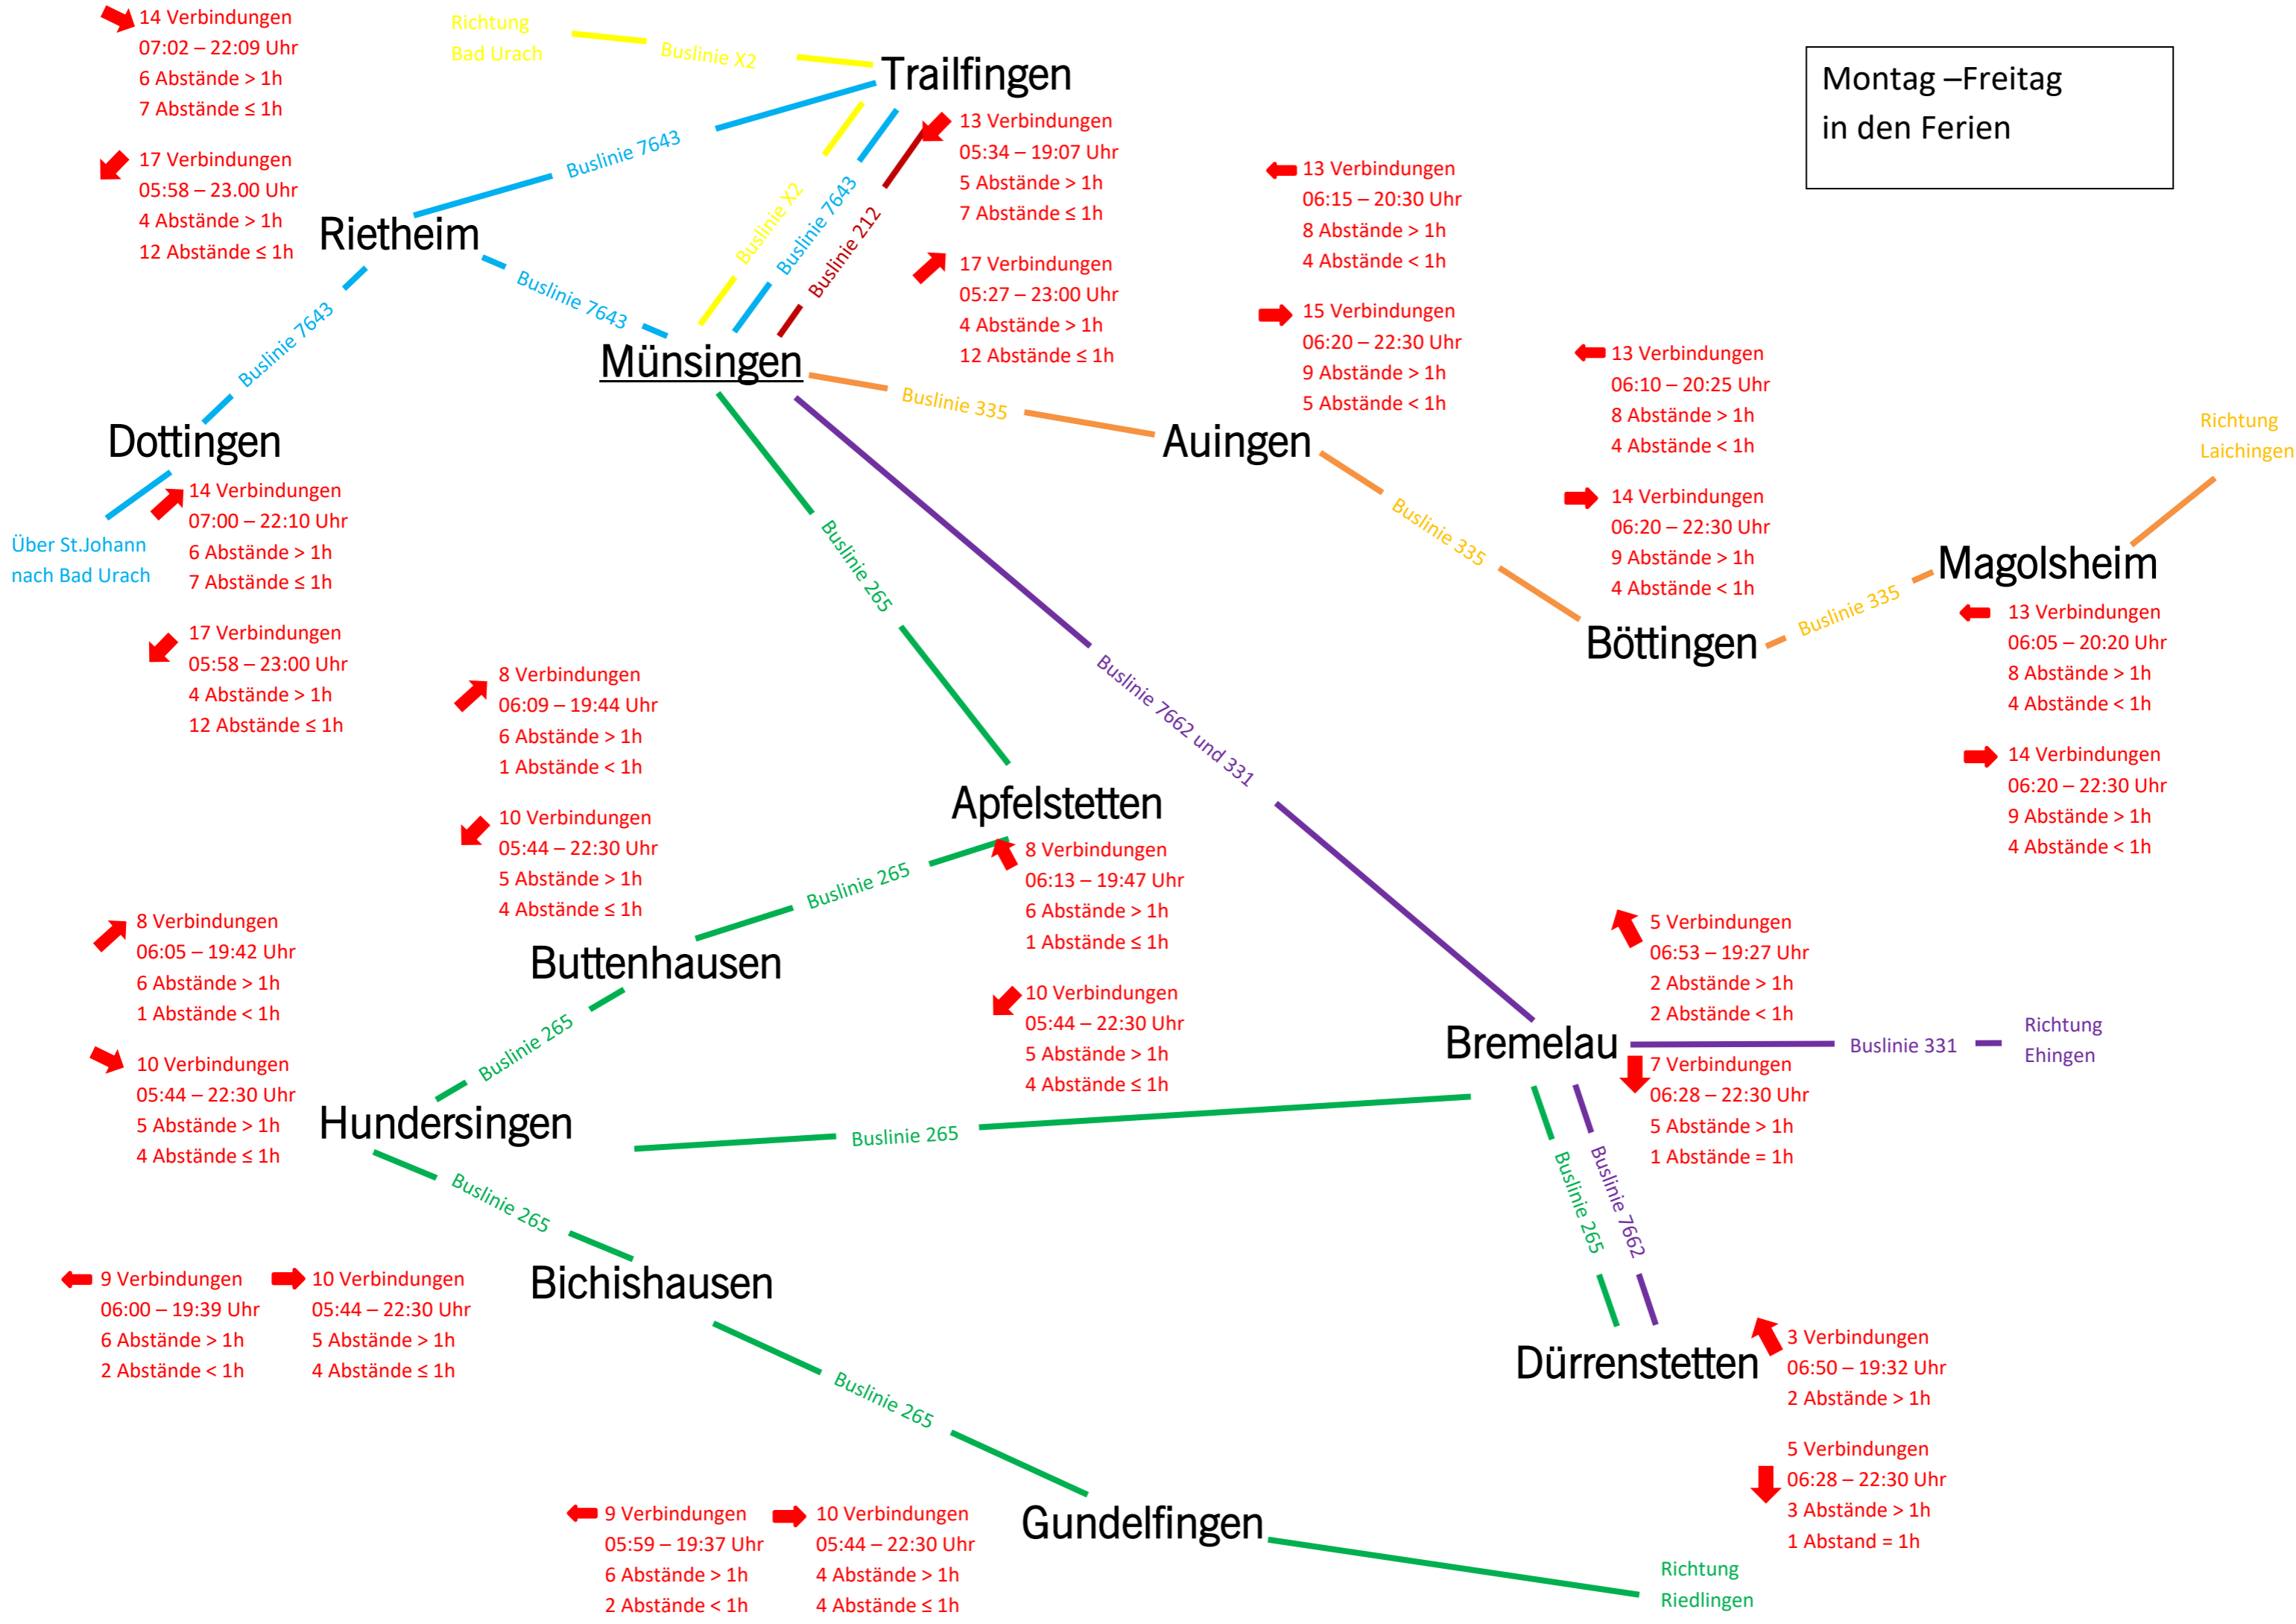 14 Verbindungen
07:02 – 22:09 Uhr
6 Abstände > 1h
7 Abstände ≤ 1h
17 Verbindungen
05:58 – 23.00 Uhr
4 Abstände > 1h
12 Abstände ≤ 1h
Richtung
Bad Urach
Buslinie X2
Trailfingen
13 Verbindungen
05:34 – 19:07 Uhr
5 Abstände > 1h
7 Abstände ≤ 1h
17 Verbindungen
05:27 – 23:00 Uhr
4 Abstände > 1h
12 Abstände ≤ 1h
Montag –Freitag
in den Ferien
Buslinie 7643
Buslinie X2
Buslinie 7643
Buslinie 212
Rietheim
Buslinie 7643
Buslinie 7643
Münsingen
13 Verbindungen
06:15 – 20:30 Uhr
8 Abstände > 1h
4 Abstände < 1h
15 Verbindungen
06:20 – 22:30 Uhr
9 Abstände > 1h
5 Abstände < 1h
Buslinie 335
Auingen
13 Verbindungen
06:10 – 20:25 Uhr
8 Abstände > 1h
4 Abstände < 1h
14 Verbindungen
06:20 – 22:30 Uhr
9 Abstände > 1h
4 Abstände < 1h
Buslinie 335
Böttingen
Buslinie 335
Richtung
Laichingen
Magolsheim
13 Verbindungen
06:05 – 20:20 Uhr
8 Abstände > 1h
4 Abstände < 1h
14 Verbindungen
06:20 – 22:30 Uhr
9 Abstände > 1h
4 Abstände < 1h
Dottingen
14 Verbindungen
07:00 – 22:10 Uhr
6 Abstände > 1h
7 Abstände ≤ 1h
17 Verbindungen
05:58 – 23:00 Uhr
4 Abstände > 1h
12 Abstände ≤ 1h
Über St.Johann
nach Bad Urach
Buslinie 265
Buslinie 7662 und 331
8 Verbindungen
06:09 – 19:44 Uhr
6 Abstände > 1h
1 Abstände < 1h
10 Verbindungen
05:44 – 22:30 Uhr
5 Abstände > 1h
4 Abstände ≤ 1h
Apfelstetten
8 Verbindungen
06:13 – 19:47 Uhr
6 Abstände > 1h
1 Abstände ≤ 1h
10 Verbindungen
05:44 – 22:30 Uhr
5 Abstände > 1h
4 Abstände ≤ 1h
Buslinie 265
Buttenhausen
8 Verbindungen
06:05 – 19:42 Uhr
6 Abstände > 1h
1 Abstände < 1h
10 Verbindungen
05:44 – 22:30 Uhr
5 Abstände > 1h
4 Abstände ≤ 1h
Buslinie 265
Hundersingen
Buslinie 265
Bremelau
5 Verbindungen
06:53 – 19:27 Uhr
2 Abstände > 1h
2 Abstände < 1h
7 Verbindungen
06:28 – 22:30 Uhr
5 Abstände > 1h
1 Abstände = 1h
Buslinie 331
Richtung
Ehingen
Buslinie 265
Buslinie 265
Buslinie 7662
9 Verbindungen
06:00 – 19:39 Uhr
6 Abstände > 1h
2 Abstände < 1h
10 Verbindungen
05:44 – 22:30 Uhr
5 Abstände > 1h
4 Abstände ≤ 1h
Bichishausen
Buslinie 265
Dürrenstetten
3 Verbindungen
06:50 – 19:32 Uhr
2 Abstände > 1h
5 Verbindungen
06:28 – 22:30 Uhr
3 Abstände > 1h
1 Abstand = 1h
9 Verbindungen
05:59 – 19:37 Uhr
6 Abstände > 1h
2 Abstände < 1h
10 Verbindungen
05:44 – 22:30 Uhr
4 Abstände > 1h
4 Abstände ≤ 1h
Gundelfingen
Richtung
Riedlingen